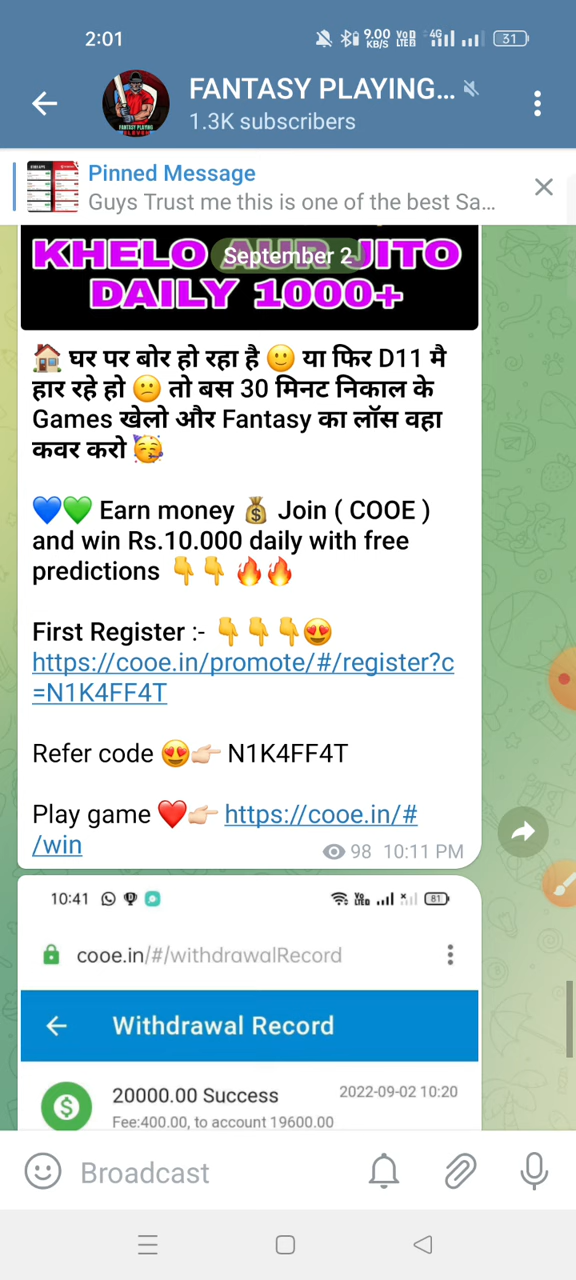 2:01 9.00 KB/S VoD LTE2 4G 31
FANTASY PLAYING...
1.3K subscribers
Pinned Message
Guys Trust me this is one of the best Sa...
KHELO AUR JITO
September 2
DAILY 1000+
🏠 घर पर बोर हो रहा है 🙂 या फिर D11 मै
हार रहे हो 😕 तो बस 30 मिनट निकाल के
Games खेलो और Fantasy का लॉस वहा
कवर करो 🥳
💙💚 Earn money 💰 Join ( COOE )
and win Rs.10.000 daily with free
predictions 👇👇🔥🔥
First Register :- 👇👇👇😍
https://cooe.in/promote/#/register?c
=N1K4FF4T
Refer code 😍👉🏻 N1K4FF4T
Play game ❤️👉🏻 https://cooe.in/#
/win
98 10:11 PM
10:41 81
cooe.in/#/withdrawalRecord
Withdrawal Record
20000.00 Success 2022-09-02 10:20
Fee:400.00, to account 19600.00
Broadcast